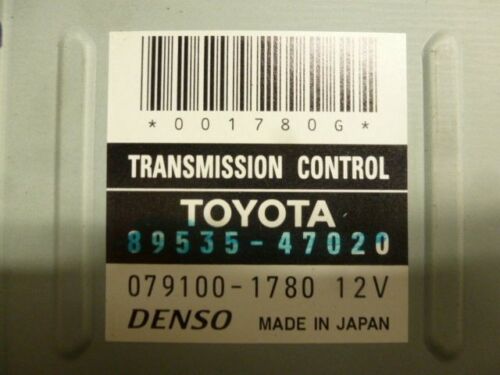 *001780G*
TRANSMISSION CONTROL
TOYOTA
89535-47020
079100-1780 12V
DENSO MADE IN JAPAN